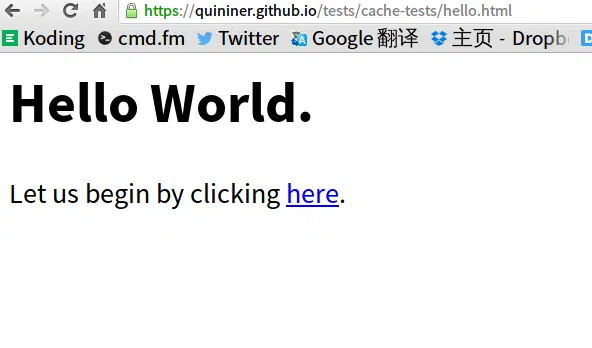 https://quininer.github.io/tests/cache-tests/hello.html
Koding cmd.fm Twitter Google 翻译 主页 - Dropb
Hello World.
Let us begin by clicking here.